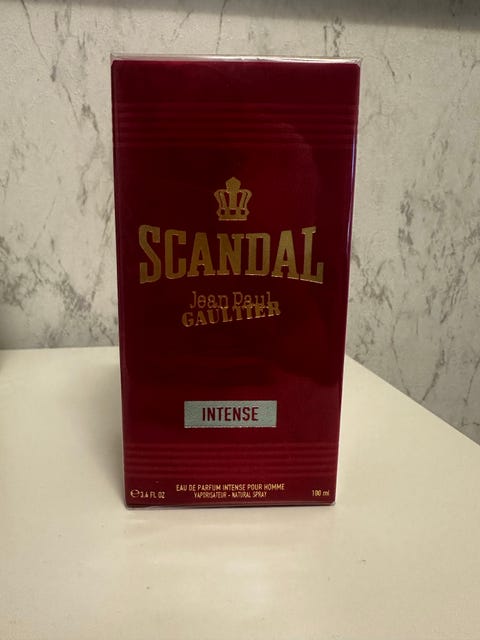 SCANDAL
Jean Paul
GAULTIER
INTENSE
EAU DE PARFUM INTENSE POUR HOMME
℮ 3.4 FL OZ VAPORISATEUR - NATURAL SPRAY 100 ml